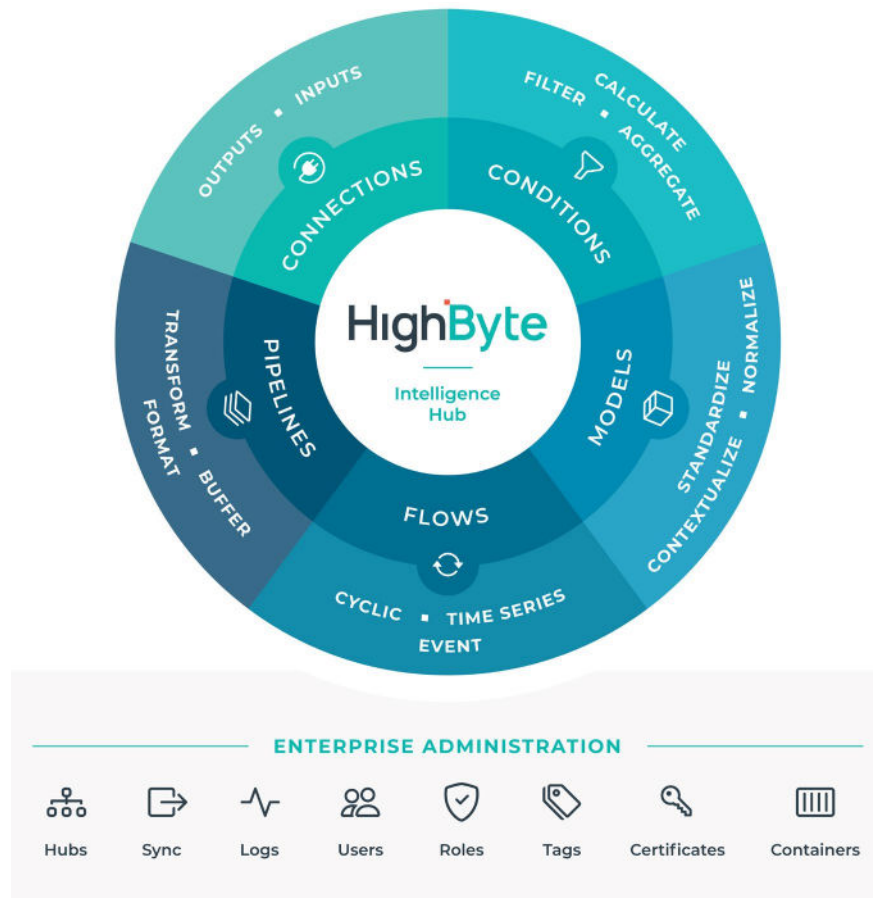 OUTPUTS ▪ INPUTS
CONNECTIONS
FILTER ▪ CALCULATE
AGGREGATE
CONDITIONS
NORMALIZE
STANDARDIZE ▪
CONTEXTUALIZE
MODELS
FLOWS
CYCLIC ▪ TIME SERIES
EVENT
PIPELINES
TRANSFORM ▪ BUFFER
FORMAT
HighByte
Intelligence
Hub
ENTERPRISE ADMINISTRATION
Hubs Sync Logs Users Roles Tags Certificates Containers